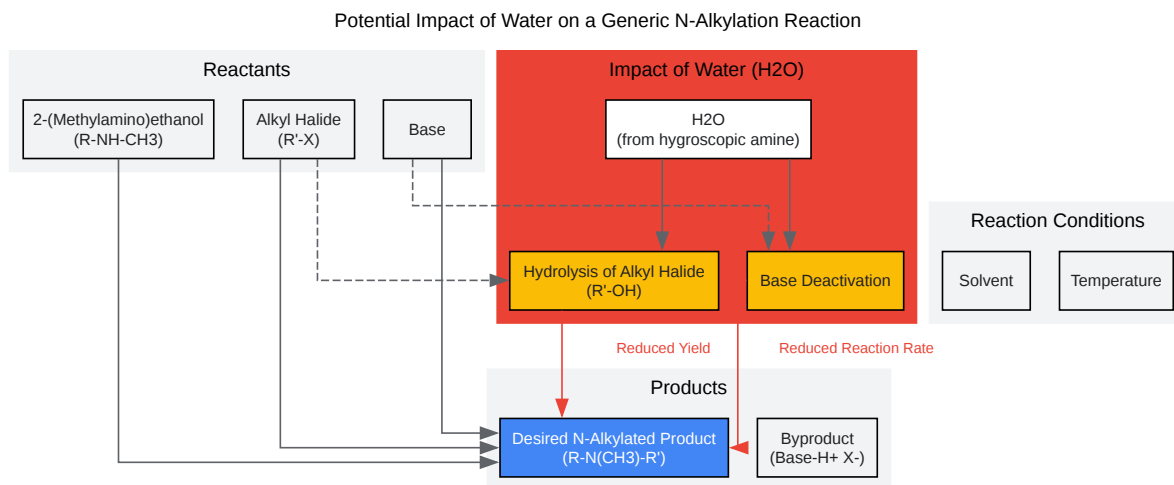 Potential Impact of Water on a Generic N-Alkylation Reaction
Reactants
2-(Methylamino)ethanol
(R-NH-CH3)
Alkyl Halide
(R'-X)
Base
Impact of Water (H2O)
H2O
(from hygroscopic amine)
Hydrolysis of Alkyl Halide
(R'-OH)
Base Deactivation
Reaction Conditions
Solvent
Temperature
Reduced Yield
Reduced Reaction Rate
Products
Desired N-Alkylated Product
(R-N(CH3)-R')
Byproduct
(Base-H+ X-)